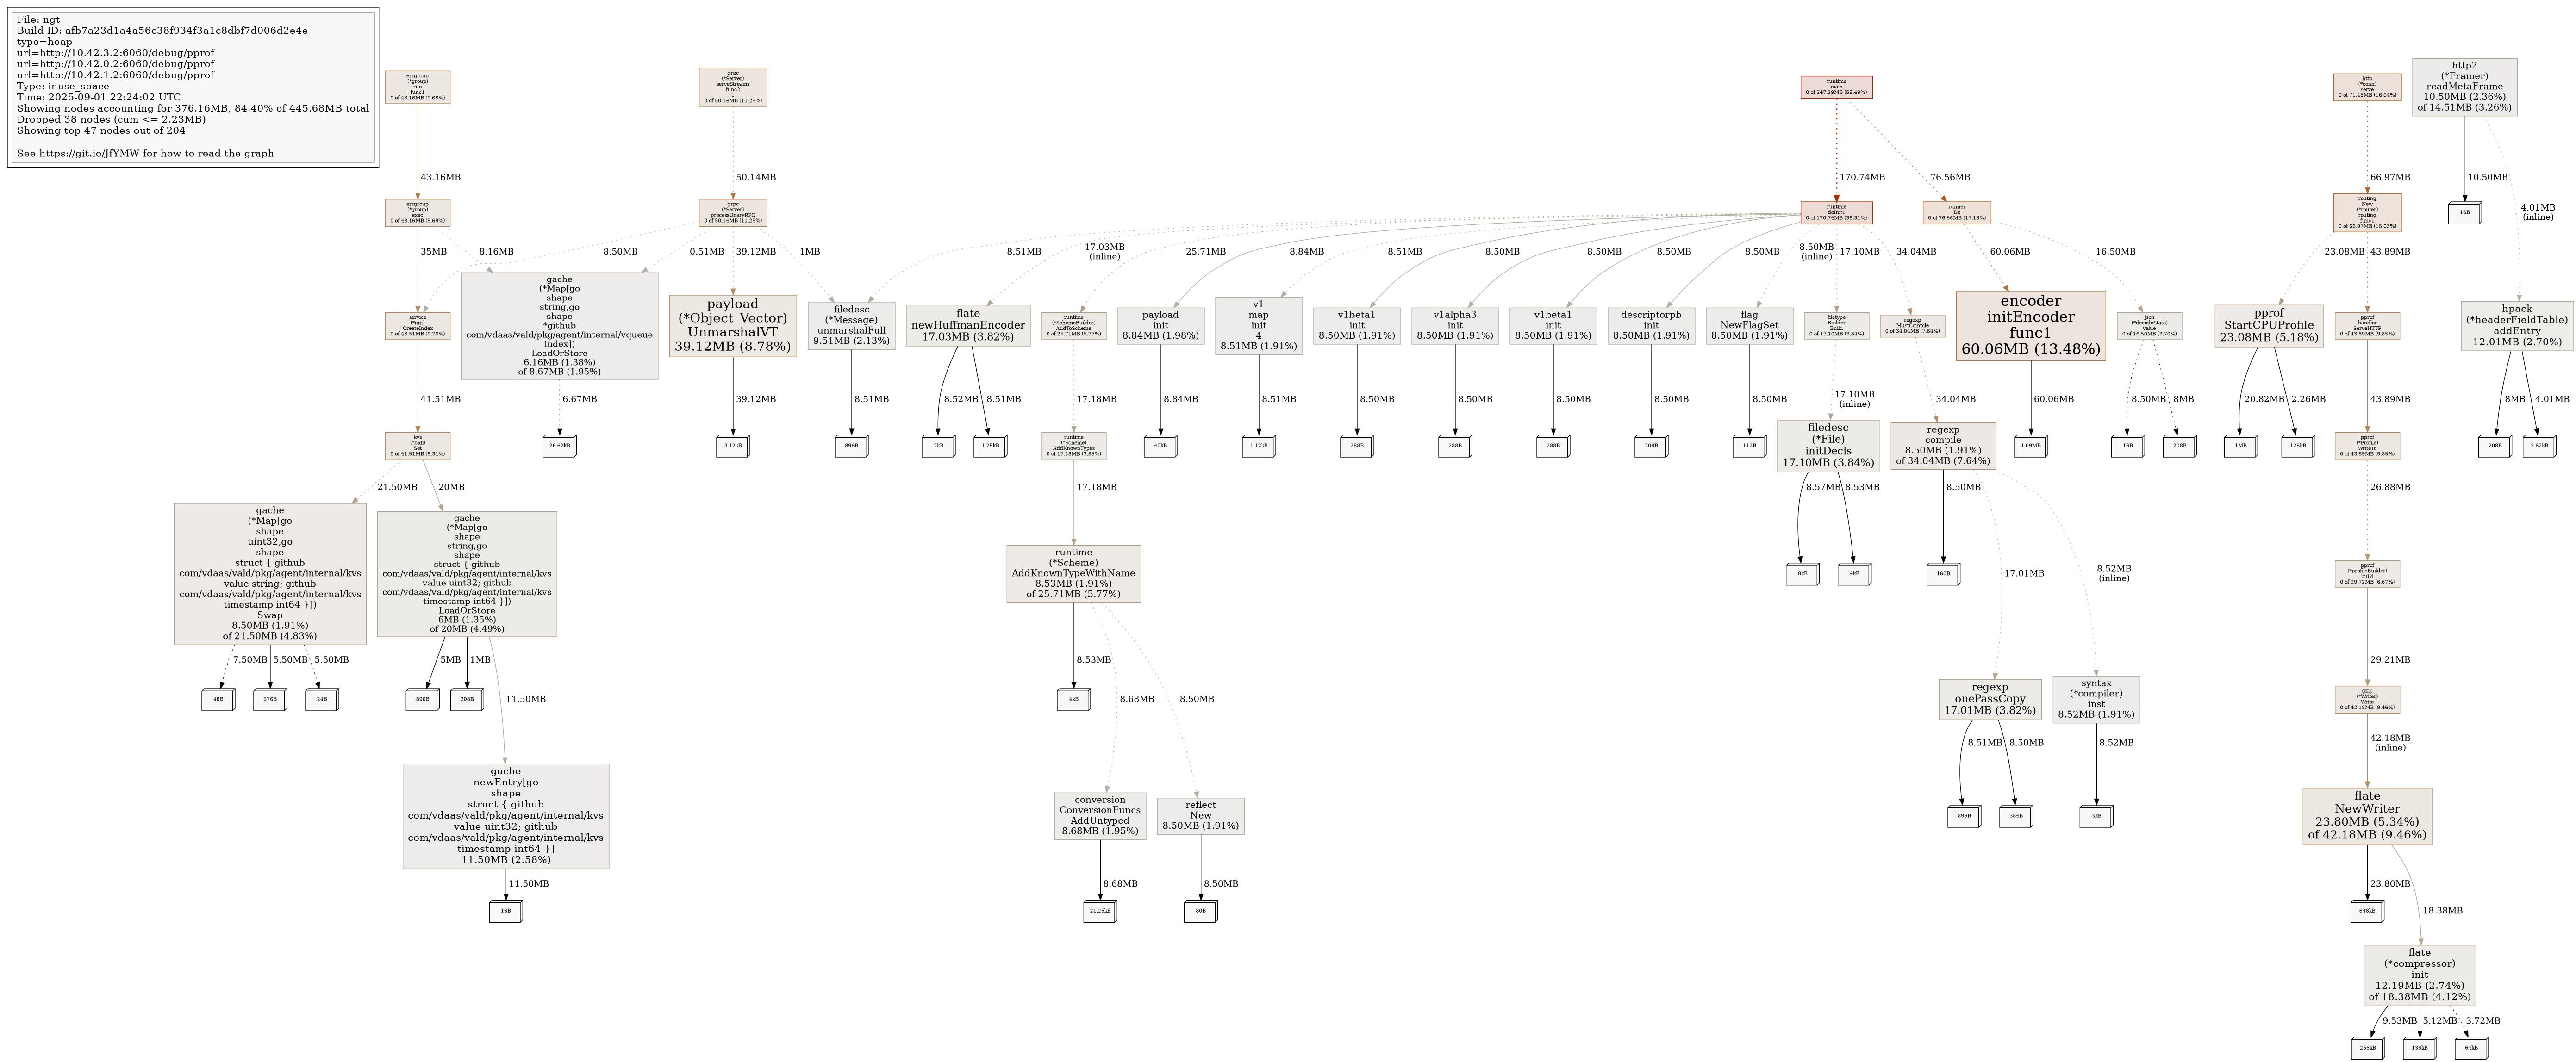 File: ngt
Build ID: afb7a23d1a4a56c38f934f3a1c8dbf7d006d2e4e
type=heap
url=http://10.42.3.2:6060/debug/pprof
url=http://10.42.0.2:6060/debug/pprof
url=http://10.42.1.2:6060/debug/pprof
Type: inuse_space
Time: 2025-09-01 22:24:02 UTC
Showing nodes accounting for 376.16MB, 84.40% of 445.68MB total
Dropped 38 nodes (cum <= 2.23MB)
Showing top 47 nodes out of 204
See https://git.io/JfYMW for how to read the graph
errgroup
(*group)
run
func1
0 of 43.16MB (9.68%)
grpc
(*Server)
serveStreams
func2
1
0 of 50.14MB (11.25%)
runtime
main
0 of 247.29MB (55.49%)
http
(*conn)
serve
0 of 71.48MB (16.04%)
http2
(*Framer)
readMetaFrame
10.50MB (2.36%)
of 14.51MB (3.26%)
43.16MB
50.14MB
170.74MB
76.56MB
66.97MB
10.50MB
4.01MB
(inline)
errgroup
(*group)
exec
0 of 43.16MB (9.68%)
grpc
(*Server)
processUnaryRPC
0 of 50.14MB (11.25%)
runtime
doInit1
0 of 170.74MB (38.31%)
runner
Do
0 of 76.56MB (17.18%)
routing
New
(*router)
routing
func1
0 of 66.97MB (15.03%)
16B
35MB
8.16MB
8.50MB
0.51MB
39.12MB
1MB
8.51MB
17.03MB
(inline)
25.71MB
8.84MB
8.51MB
8.50MB
8.50MB
8.50MB
8.50MB
8.50MB
(inline)
17.10MB
34.04MB
60.06MB
16.50MB
23.08MB
43.89MB
service
(*ngt)
CreateIndex
0 of 43.51MB (9.76%)
gache
(*Map[go
shape
string,go
shape
*github
com/vdaas/vald/pkg/agent/internal/vqueue
index])
LoadOrStore
6.16MB (1.38%)
of 8.67MB (1.95%)
payload
(*Object_Vector)
UnmarshalVT
39.12MB (8.78%)
filedesc
(*Message)
unmarshalFull
9.51MB (2.13%)
flate
newHuffmanEncoder
17.03MB (3.82%)
runtime
(*SchemeBuilder)
AddToScheme
0 of 25.71MB (5.77%)
payload
init
8.84MB (1.98%)
v1
map
init
4
8.51MB (1.91%)
v1beta1
init
8.50MB (1.91%)
v1alpha3
init
8.50MB (1.91%)
v1beta1
init
8.50MB (1.91%)
descriptorpb
init
8.50MB (1.91%)
flag
NewFlagSet
8.50MB (1.91%)
filetype
Builder
Build
0 of 17.10MB (3.84%)
regexp
MustCompile
0 of 34.04MB (7.64%)
encoder
initEncoder
func1
60.06MB (13.48%)
json
(*decodeState)
value
0 of 16.50MB (3.70%)
pprof
StartCPUProfile
23.08MB (5.18%)
pprof
handler
ServeHTTP
0 of 43.89MB (9.85%)
hpack
(*headerFieldTable)
addEntry
12.01MB (2.70%)
41.51MB
6.67MB
39.12MB
8.51MB
8.52MB
8.51MB
17.18MB
8.84MB
8.51MB
8.50MB
8.50MB
8.50MB
8.50MB
8.50MB
17.10MB
(inline)
34.04MB
60.06MB
8.50MB
8MB
20.82MB
2.26MB
43.89MB
8MB
4.01MB
kvs
(*bidi)
Set
0 of 41.51MB (9.31%)
26.62kB
3.12kB
896B
2kB
1.25kB
runtime
(*Scheme)
AddKnownTypes
0 of 17.18MB (3.85%)
40kB
1.12kB
288B
288B
288B
208B
112B
filedesc
(*File)
initDecls
17.10MB (3.84%)
regexp
compile
8.50MB (1.91%)
of 34.04MB (7.64%)
1.09MB
16B
208B
1MB
128kB
pprof
(*Profile)
WriteTo
0 of 43.89MB (9.85%)
208B
2.62kB
21.50MB
20MB
17.18MB
8.57MB
8.53MB
8.50MB
17.01MB
8.52MB
(inline)
26.88MB
gache
(*Map[go
shape
uint32,go
shape
struct { github
com/vdaas/vald/pkg/agent/internal/kvs
value string; github
com/vdaas/vald/pkg/agent/internal/kvs
timestamp int64 }])
Swap
8.50MB (1.91%)
of 21.50MB (4.83%)
gache
(*Map[go
shape
string,go
shape
struct { github
com/vdaas/vald/pkg/agent/internal/kvs
value uint32; github
com/vdaas/vald/pkg/agent/internal/kvs
timestamp int64 }])
LoadOrStore
6MB (1.35%)
of 20MB (4.49%)
runtime
(*Scheme)
AddKnownTypeWithName
8.53MB (1.91%)
of 25.71MB (5.77%)
8kB
4kB
160B
pprof
(*profileBuilder)
build
0 of 29.72MB (6.67%)
7.50MB
5.50MB
5.50MB
5MB
1MB
11.50MB
8.53MB
8.68MB
8.50MB
29.21MB
48B
576B
24B
896B
208B
4kB
regexp
onePassCopy
17.01MB (3.82%)
syntax
(*compiler)
inst
8.52MB (1.91%)
gzip
(*Writer)
Write
0 of 42.18MB (9.46%)
8.51MB
8.50MB
8.52MB
42.18MB
(inline)
gache
newEntry[go
shape
struct { github
com/vdaas/vald/pkg/agent/internal/kvs
value uint32; github
com/vdaas/vald/pkg/agent/internal/kvs
timestamp int64 }]
11.50MB (2.58%)
conversion
ConversionFuncs
AddUntyped
8.68MB (1.95%)
reflect
New
8.50MB (1.91%)
896B
384B
3kB
flate
NewWriter
23.80MB (5.34%)
of 42.18MB (9.46%)
11.50MB
8.68MB
8.50MB
23.80MB
18.38MB
16B
21.25kB
80B
648kB
flate
(*compressor)
init
12.19MB (2.74%)
of 18.38MB (4.12%)
9.53MB
5.12MB
3.72MB
256kB
136kB
64kB